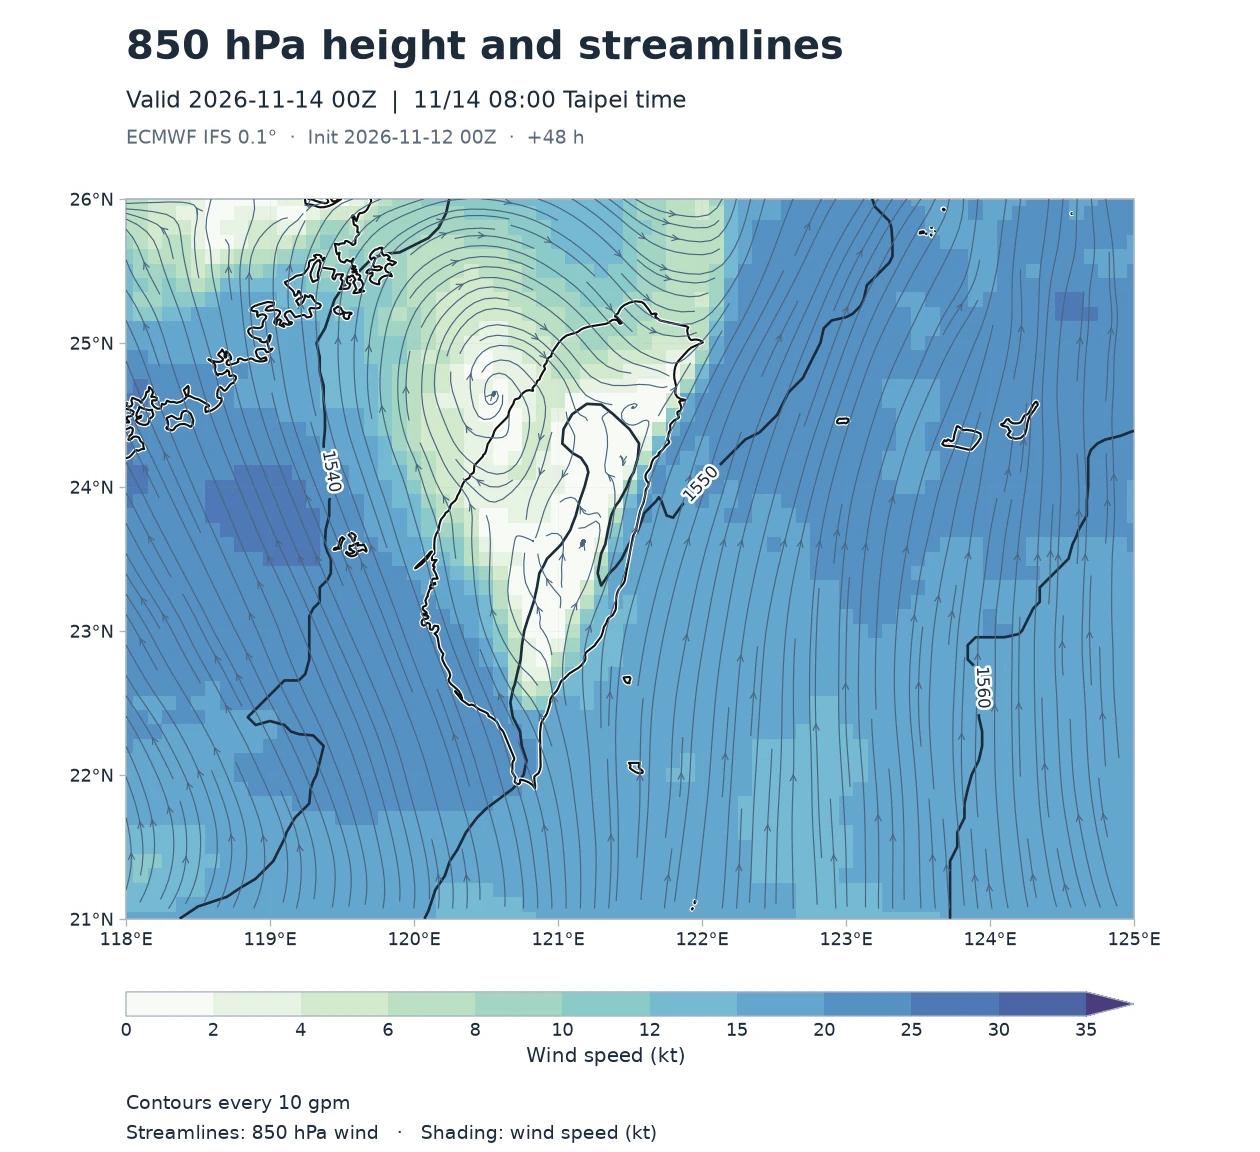 850 hPa height and streamlines
Valid 2026-11-14 00Z | 11/14 08:00 Taipei time
ECMWF IFS 0.1° · Init 2026-11-12 00Z · +48 h
26°N
25°N
24°N
23°N
22°N
21°N
1540
1550
1560
118°E 119°E 120°E 121°E 122°E 123°E 124°E 125°E
0 2 4 6 8 10 12 15 20 25 30 35
Wind speed (kt)
Contours every 10 gpm
Streamlines: 850 hPa wind · Shading: wind speed (kt)